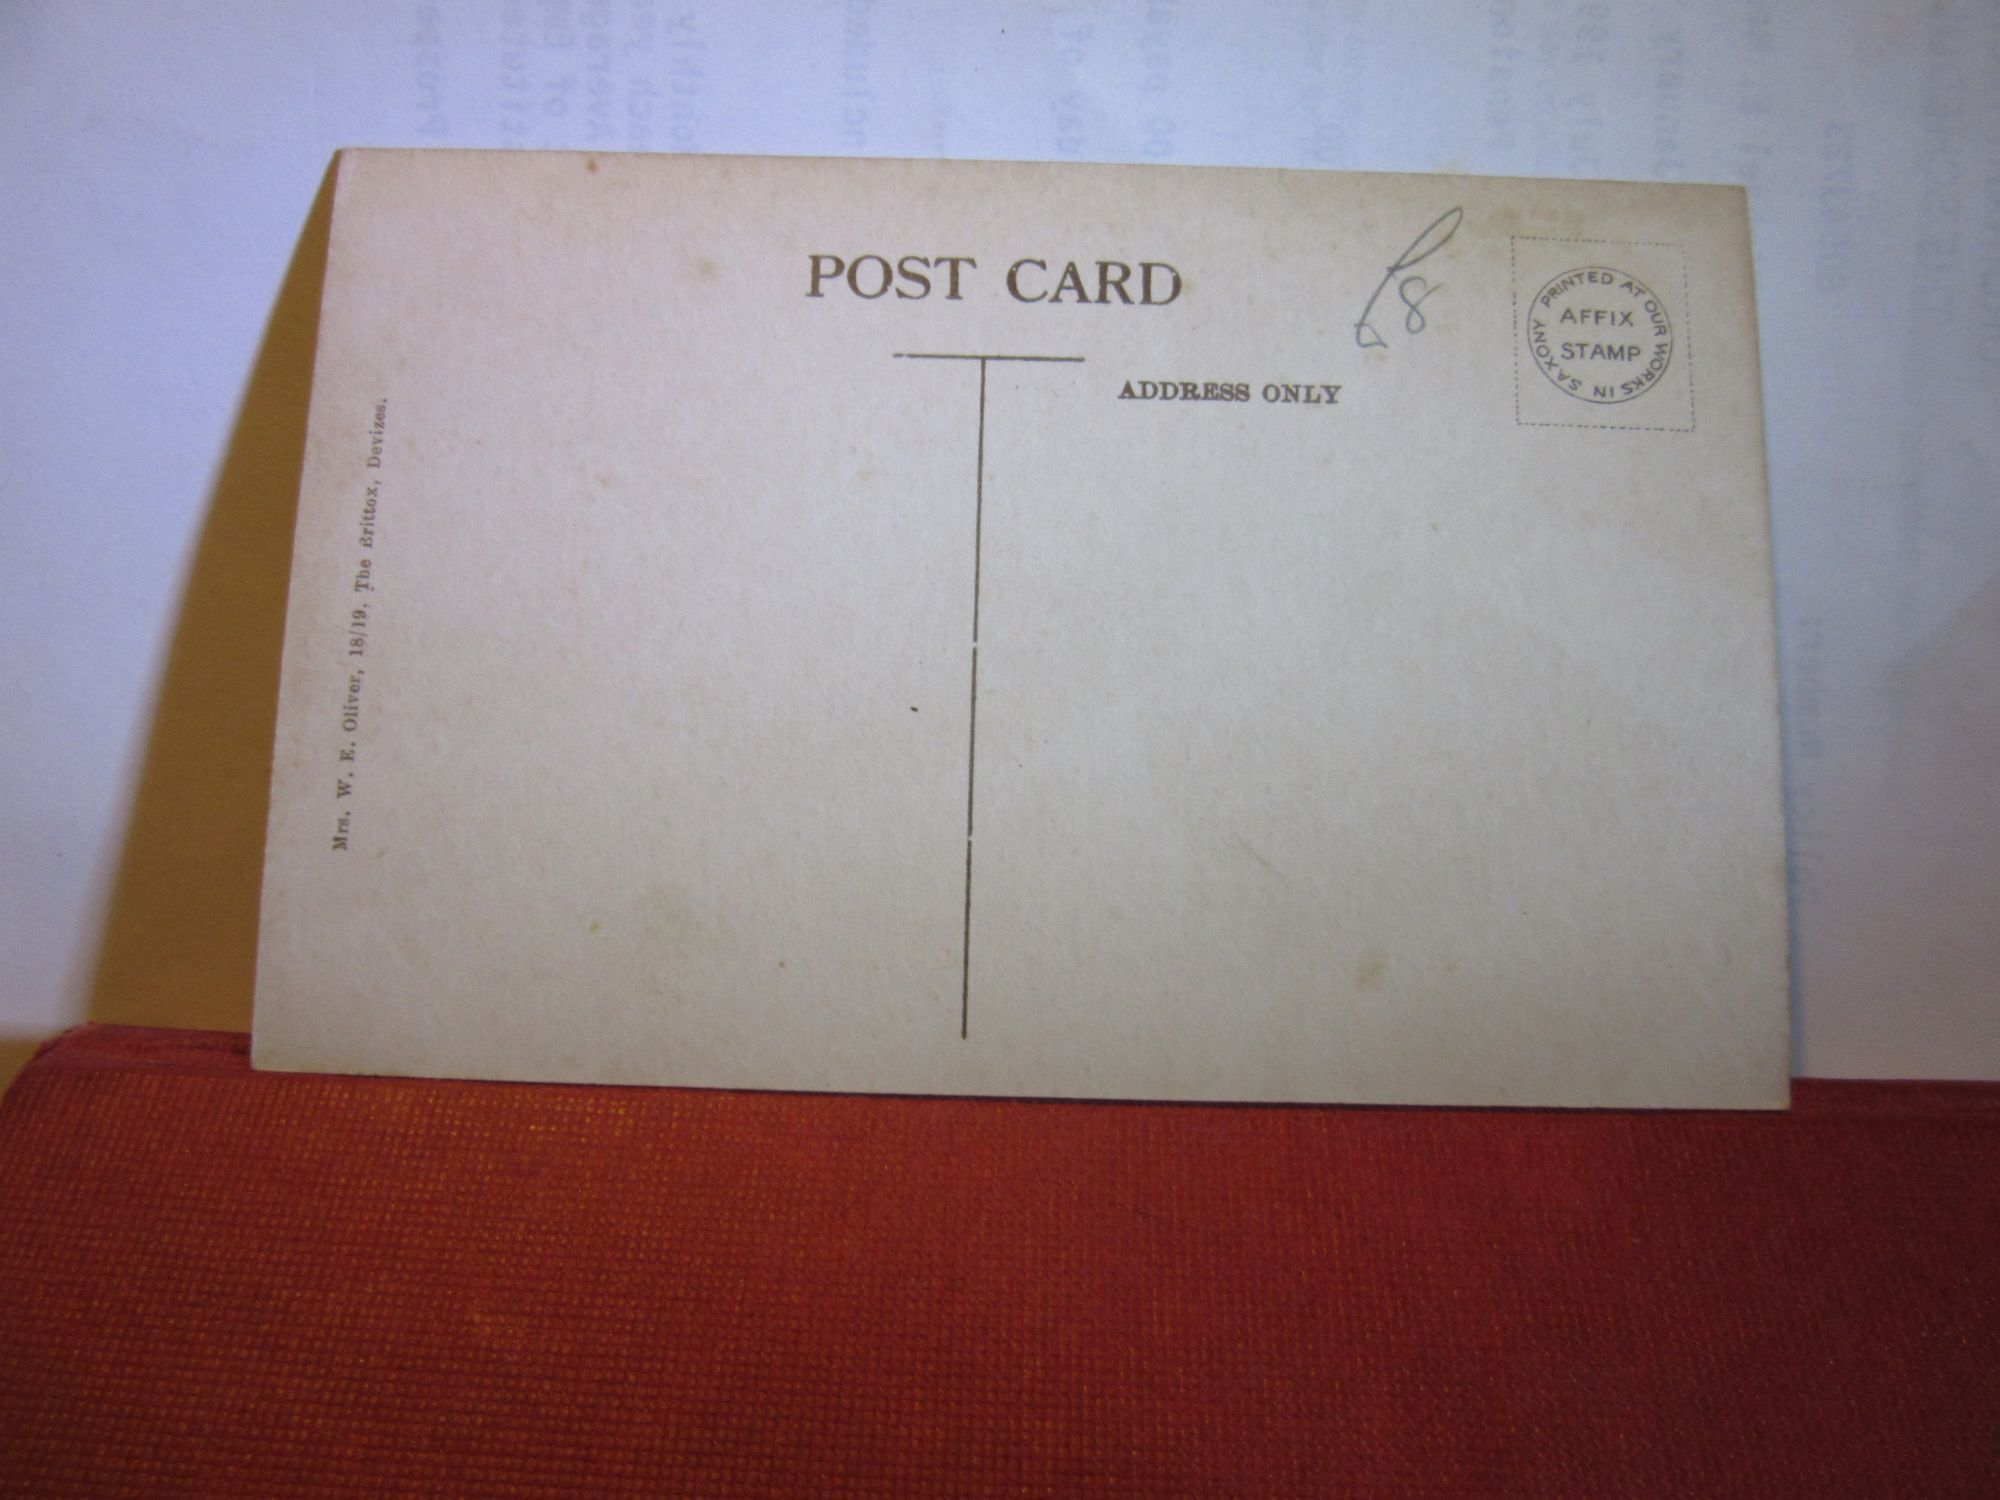 POST CARD
£8
ADDRESS ONLY
PRINTED AT OUR WORKS IN SAXONY
AFFIX
STAMP
Mrs. W. E. Oliver, 18/19, The Brittox, Devizes.